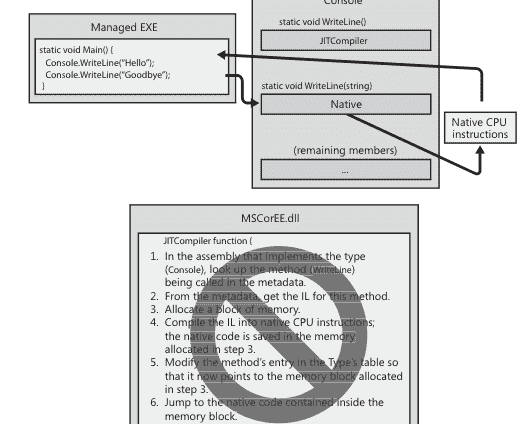 Console
Managed EXE
static void WriteLine()
JITCompiler
static void Main() {
Console.WriteLine("Hello");
Console.WriteLine("Goodbye");
}
static void WriteLine(string)
Native
Native CPU
instructions
(remaining members)
...
MSCorEE.dll
JITCompiler function {
1. In the assembly that implements the type
(Console), look up the method (WriteLine)
being called in the metadata.
2. From the metadata, get the IL for this method.
3. Allocate a block of memory.
4. Compile the IL into native CPU instructions;
the native code is saved in the memory
allocated in step 3.
5. Modify the method's entry in the Type's table so
that it now points to the memory block allocated
in step 3.
6. Jump to the native code contained inside the
memory block.